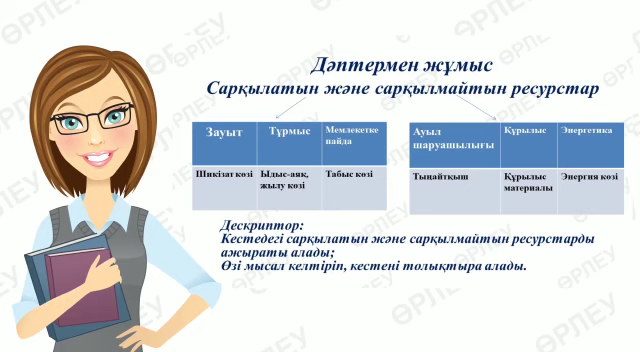 Дәптермен жұмыс
Сарқылатын және сарқылмайтын ресурстар
Зауыт Тұрмыс Мемлекетке пайда
Шикізат көзі Ыдыс-аяқ, жылу көзі Табыс көзі
Ауыл шаруашылығы Құрылыс Энергетика
Тыңайтқыш Құрылыс материалы Энергия көзі
Дескриптор:
Кестедегі сарқылатын және сарқылмайтын ресурстарды
ажыраты алады;
Өзі мысал келтіріп, кестені толықтыра алады.
ӨРЛЕУ